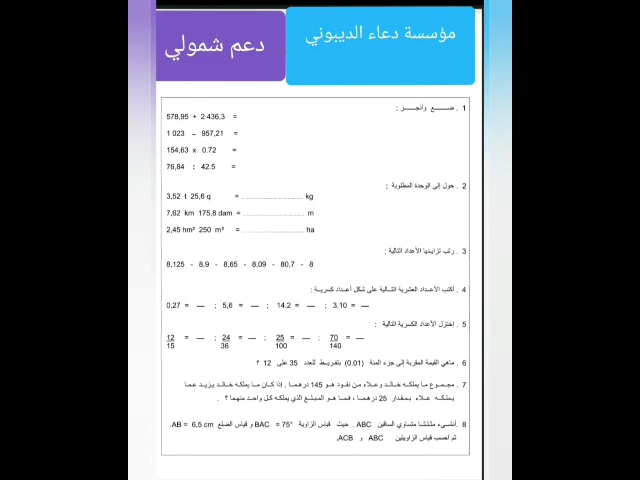 مؤسسة دعاء الديبوني
دعم شمولي
1 . ضــــع وأنجــــز :
578,95 + 2 436,3 =
1 023 – 957,21 =
154,63 x 0.72 =
76,84 : 42.5 =
2 . حول إلى الوحدة المطلوبة :
3,52 t 25,6 q = .......................... kg
7,62 km 175,8 dam = .......................... m
2,45 hm² 250 m² = .......................... ha
3 . رتب تزايديا الأعداد التالية :
8,125 - 8,9 - 8,65 - 8,09 - 80,7 - 8
4 . أكتب الأعداد العشرية التالية على شكل أعداد كسرية :
0,27 = — ; 5,6 = — ; 14.2 = — ; 3,10 = —
5 . إختزل الأعداد الكسرية التالية :
12/15 = — ; 24/36 = — ; 25/100 = — ; 70/140 = —
6 . ماهي القيمة المقربة إلى جزء المئة (0.01) بتفريط للعدد 35 على 12 ؟
7 . مجموع ما يملكه خالد وعلاء من نقود هو 145 درهما . إذا كان ما يملكه خالد يزيد عما
يملكه علاء بمقدار 25 درهما ، فما هو المبلغ الذي يملكه كل واحد منهما ؟ .
8 .أنشىء مثلثا متساوي الساقين ABC . حيث قياس الزاوية BAC = 75° و قياس الضلع AB = 6,5 cm.
ثم احسب قياس الزاويتين ABC و ACB.